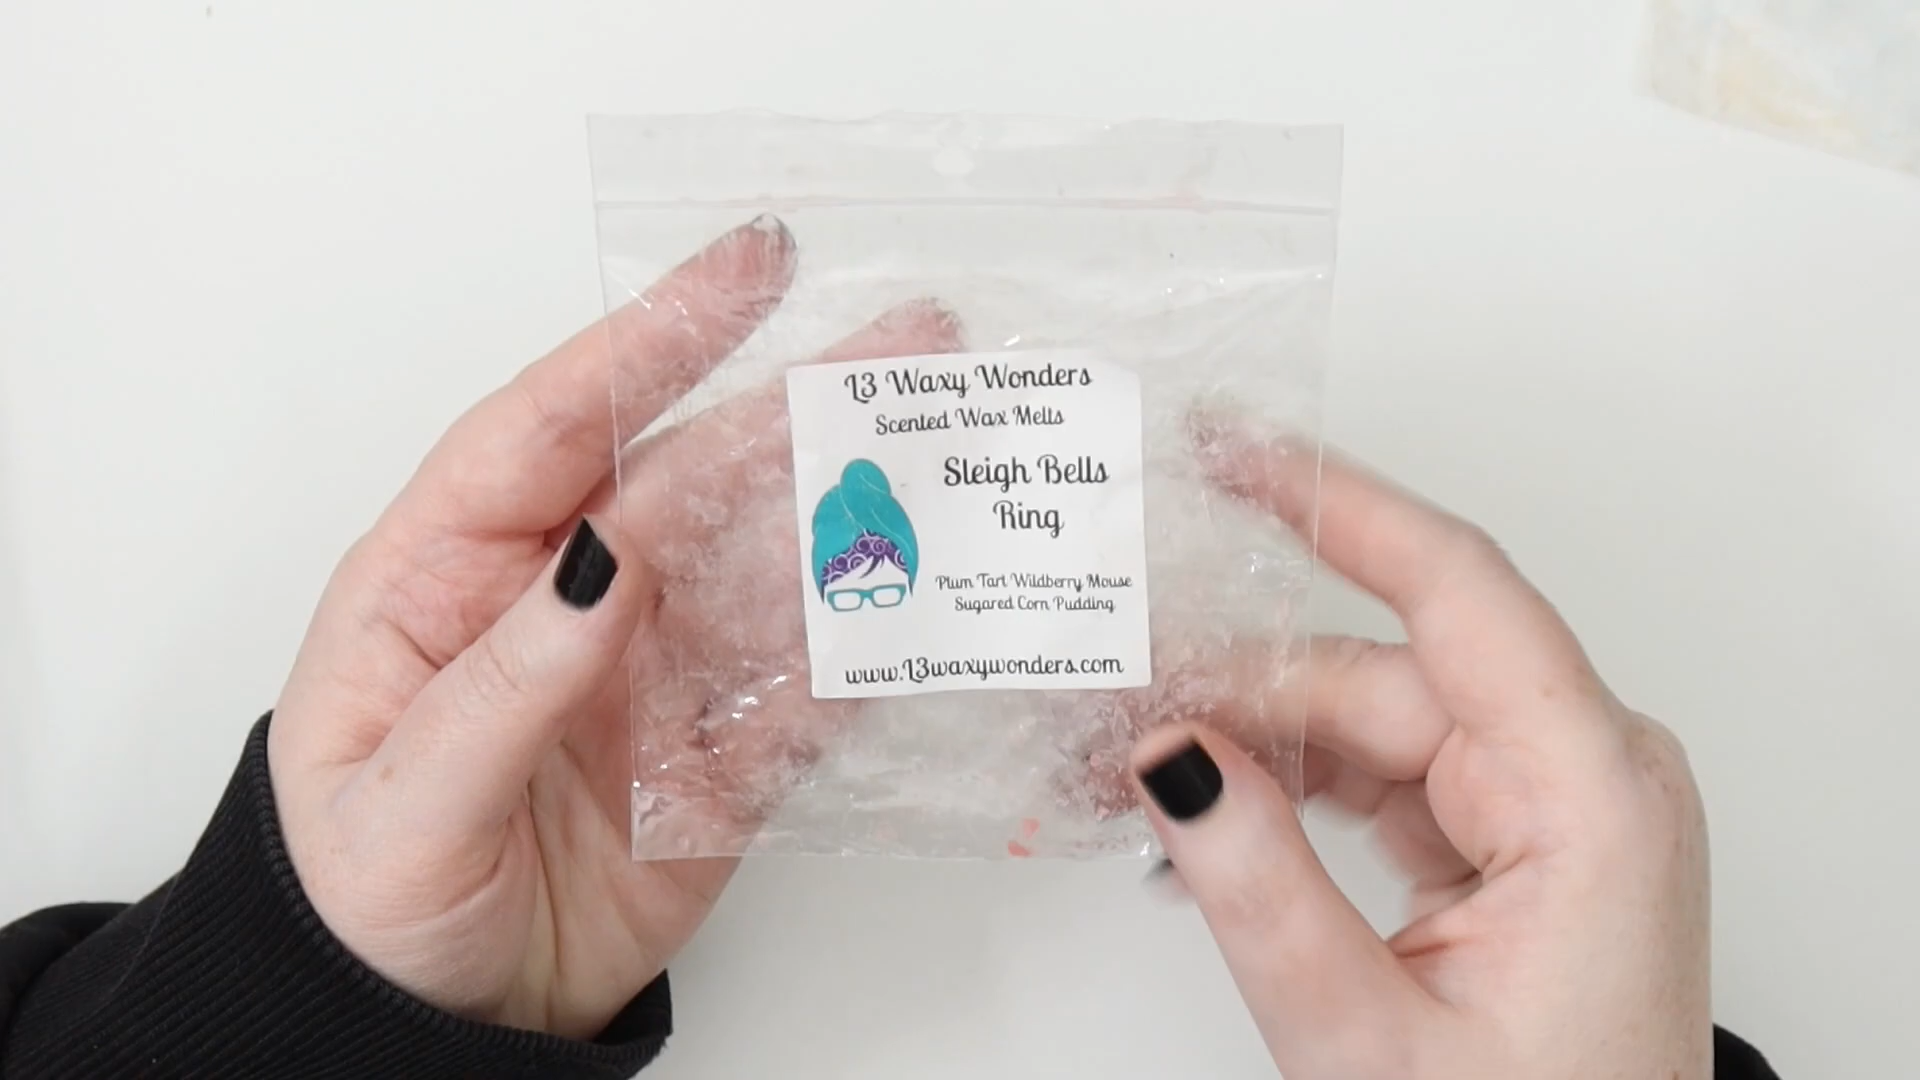 L3 Waxy Wonders
Scented Wax Melts
Sleigh Bells
Ring
Plum Tart Wildberry Mouse
Sugared Corn Pudding
www.L3waxywonders.com